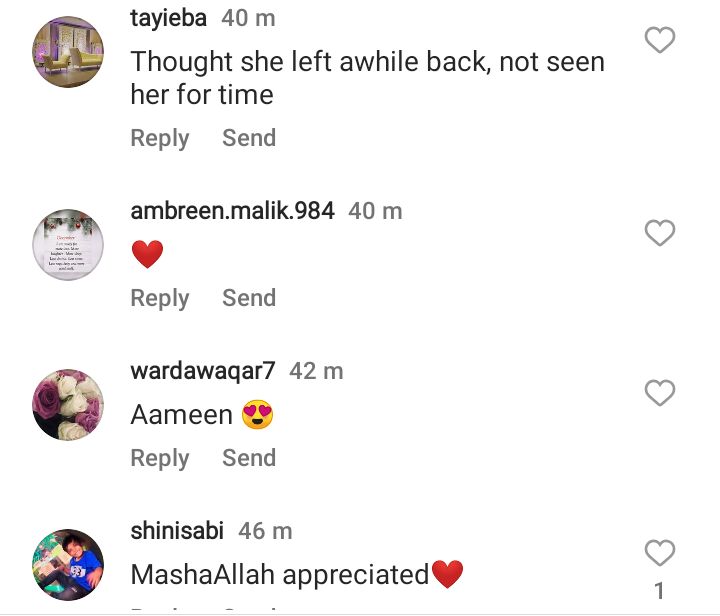 tayieba 40 m
Thought she left awhile back, not seen
her for time
Reply Send
ambreen.malik.984 40 m
❤️
Reply Send
wardawaqar7 42 m
Aameen 😍
Reply Send
shinisabi 46 m
MashaAllah appreciated❤️
1